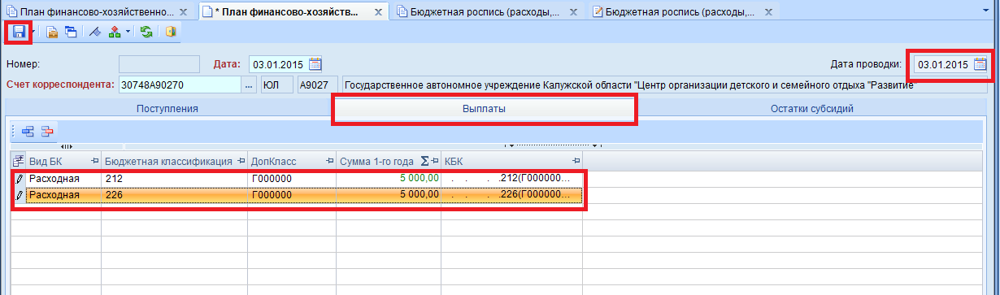 План финансово-хозяйственно... * План финансово-хозяйств... Бюджетная роспись (расходы,... Бюджетная роспись (расходы,...
Номер: Дата: 03.01.2015 Дата проводки: 03.01.2015
Счет корреспондента: 30748А90270 ... ЮЛ А9027 Государственное автономное учреждение Калужской области "Центр организации детского и семейного отдыха "Развитие"
Поступления Выплаты Остатки субсидий
Вид БК Бюджетная классификация ДопКласс Сумма 1-го года Σ КБК
Расходная 212 Г000000 5 000,00 . . . .212(Г000000...
Расходная 226 Г000000 5 000,00 . . . .226(Г000000...